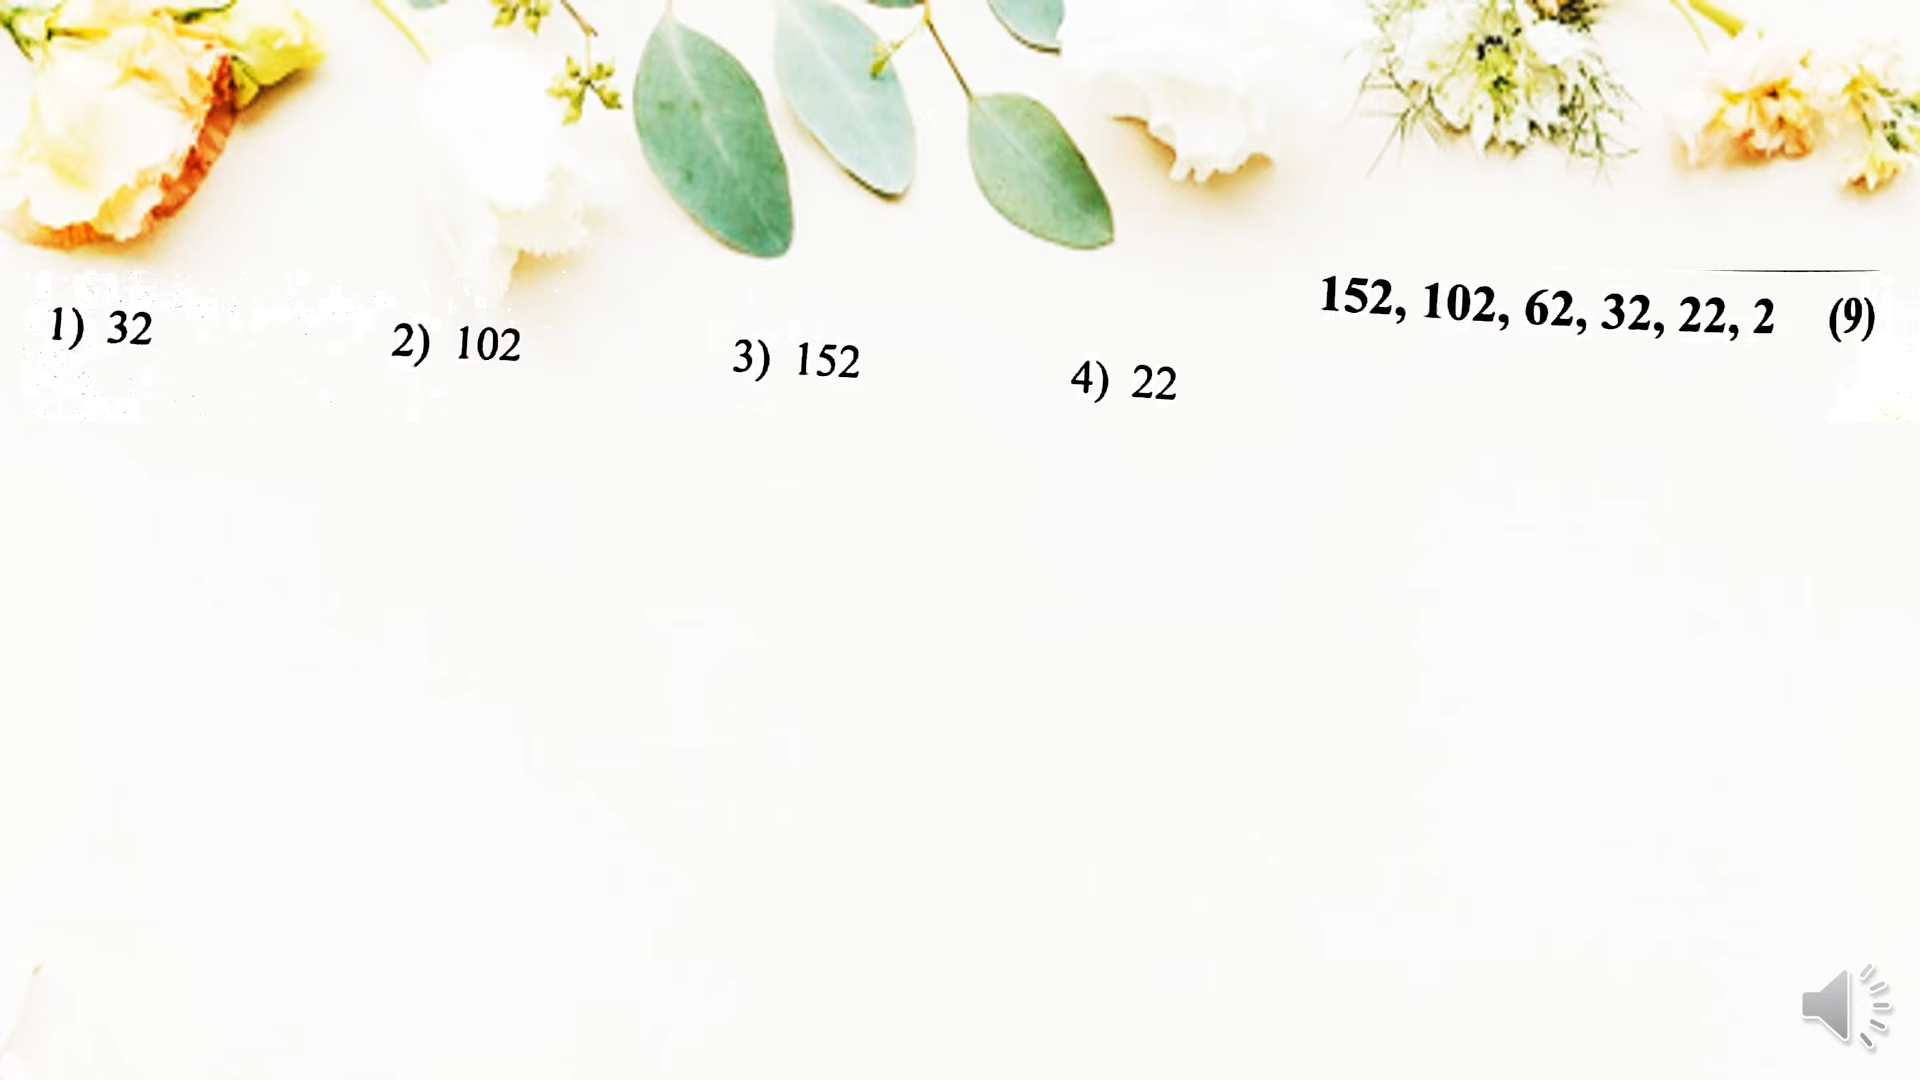 152, 102, 62, 32, 22, 2 (9)
1) 32 2) 102 3) 152 4) 22